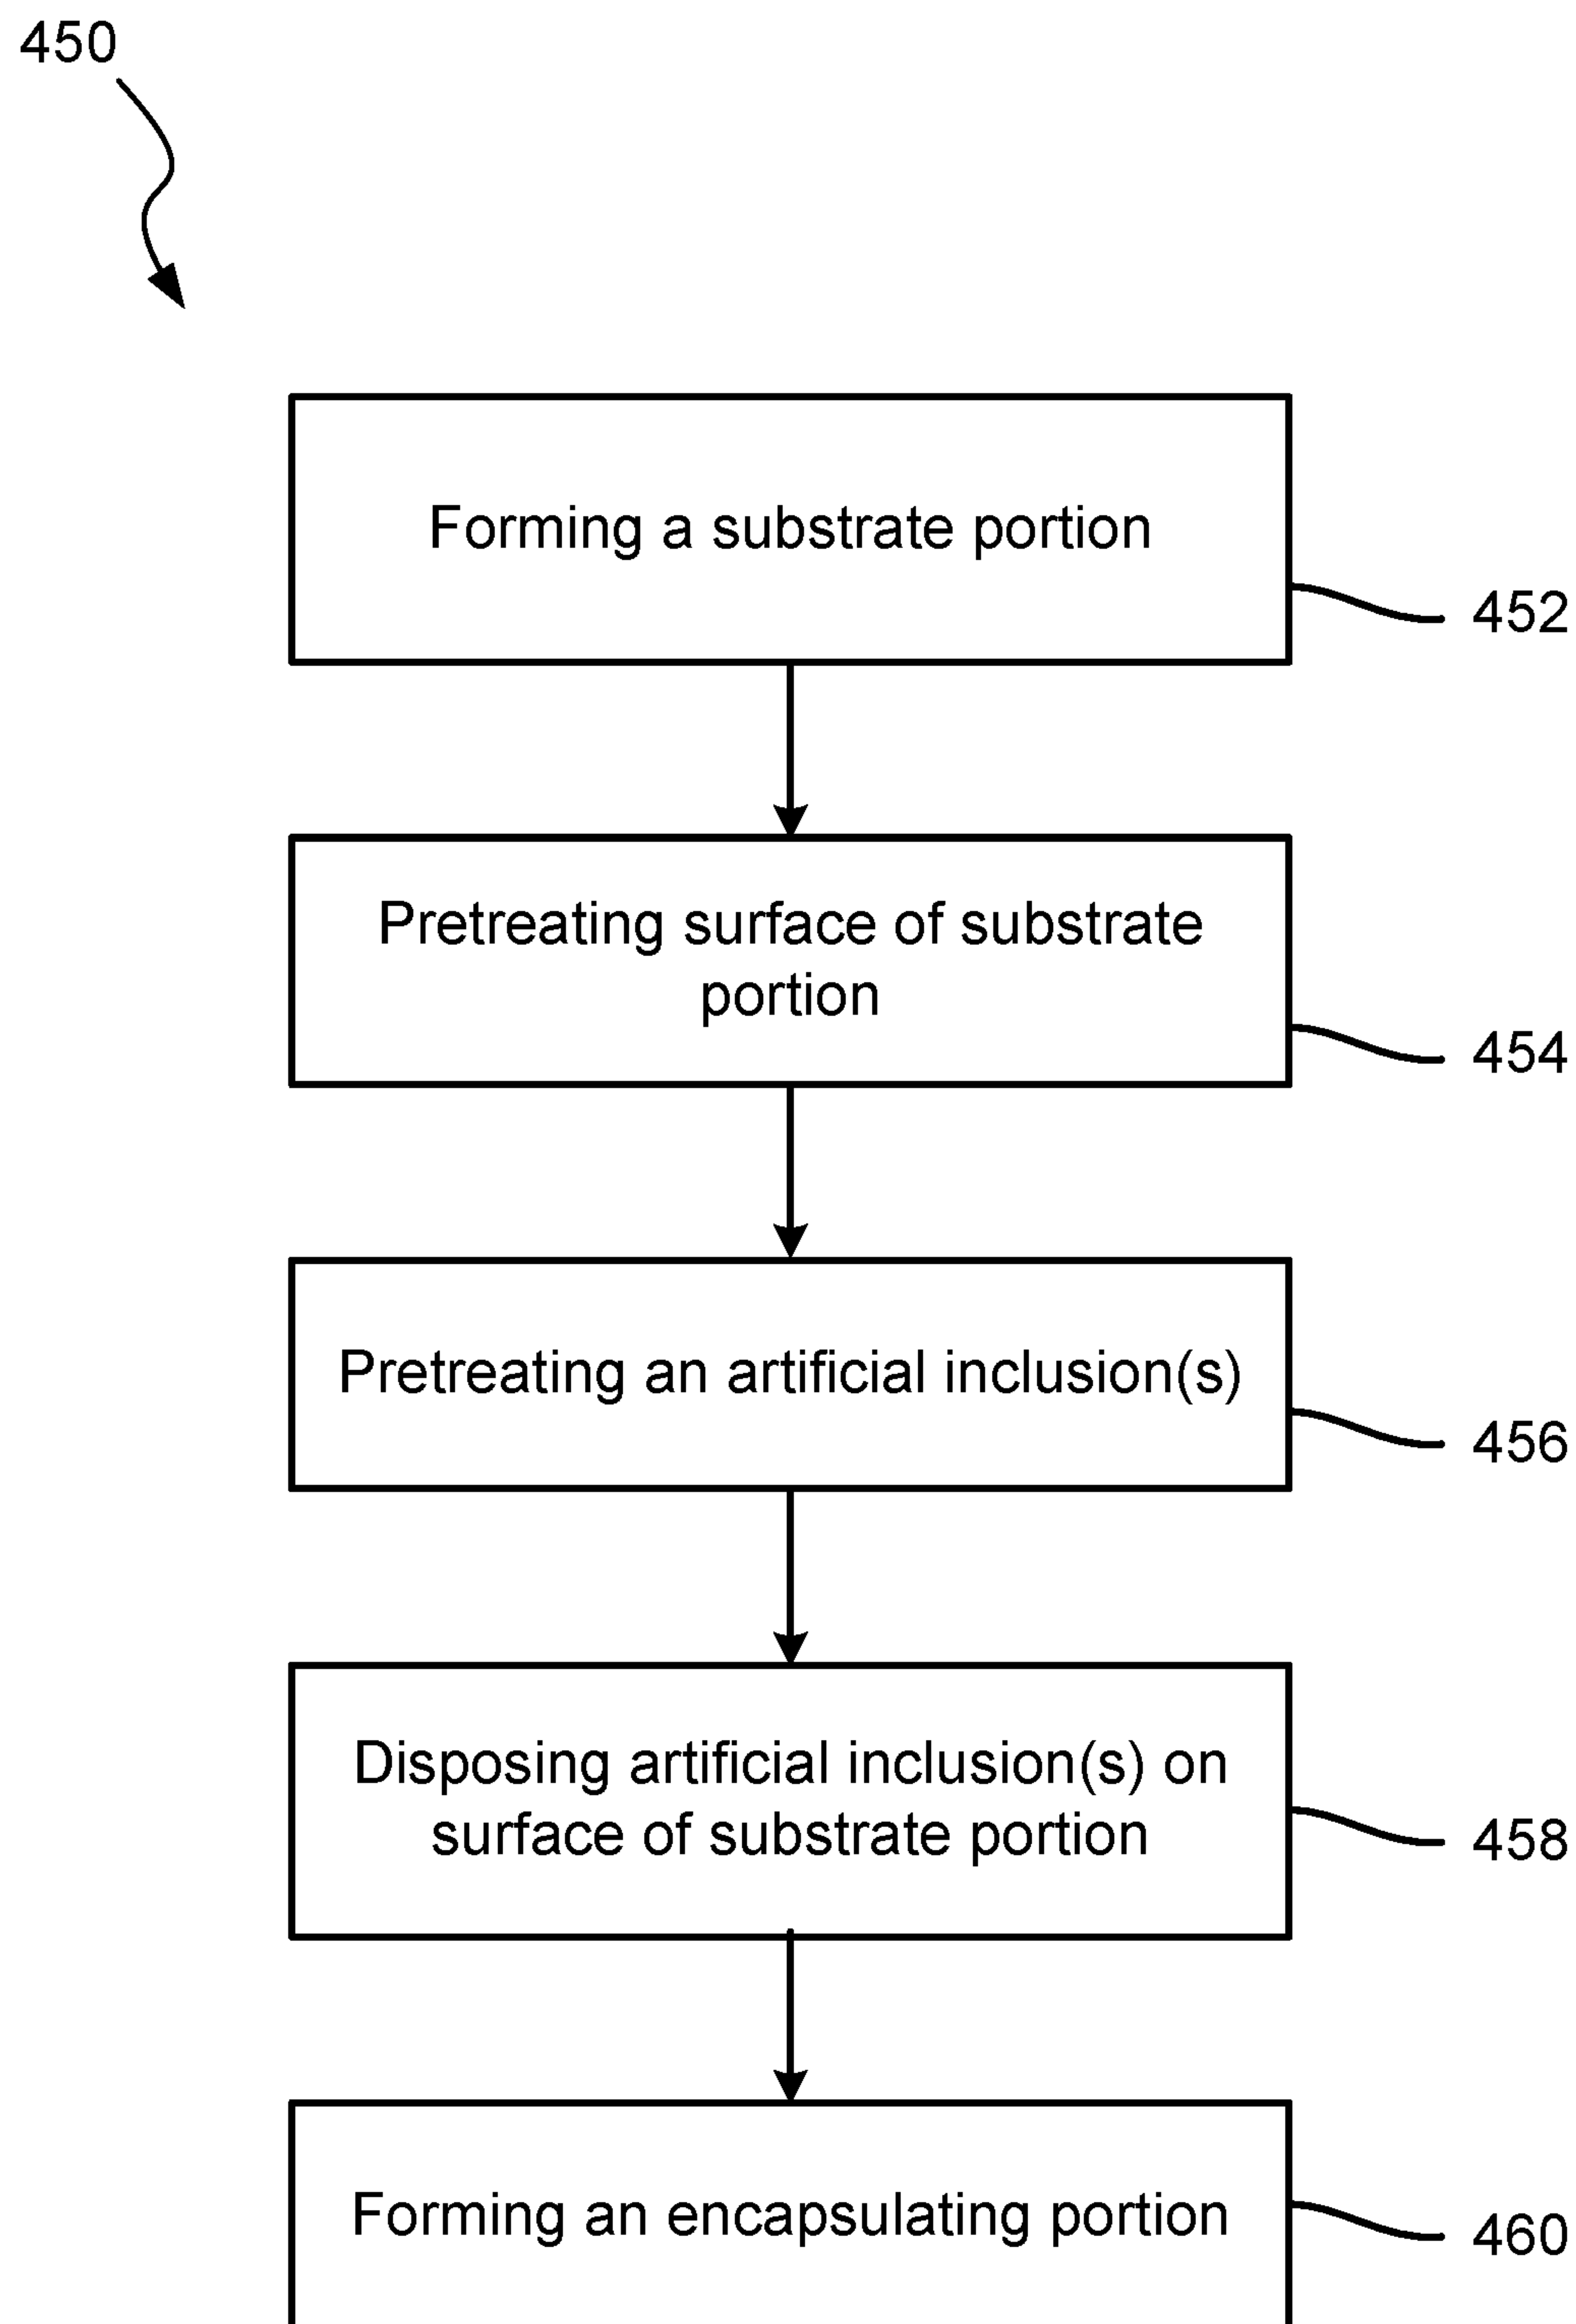 450
Forming a substrate portion
452
Pretreating surface of substrate
portion
454
Pretreating an artificial inclusion(s)
456
Disposing artificial inclusion(s) on
surface of substrate portion
458
Forming an encapsulating portion
460